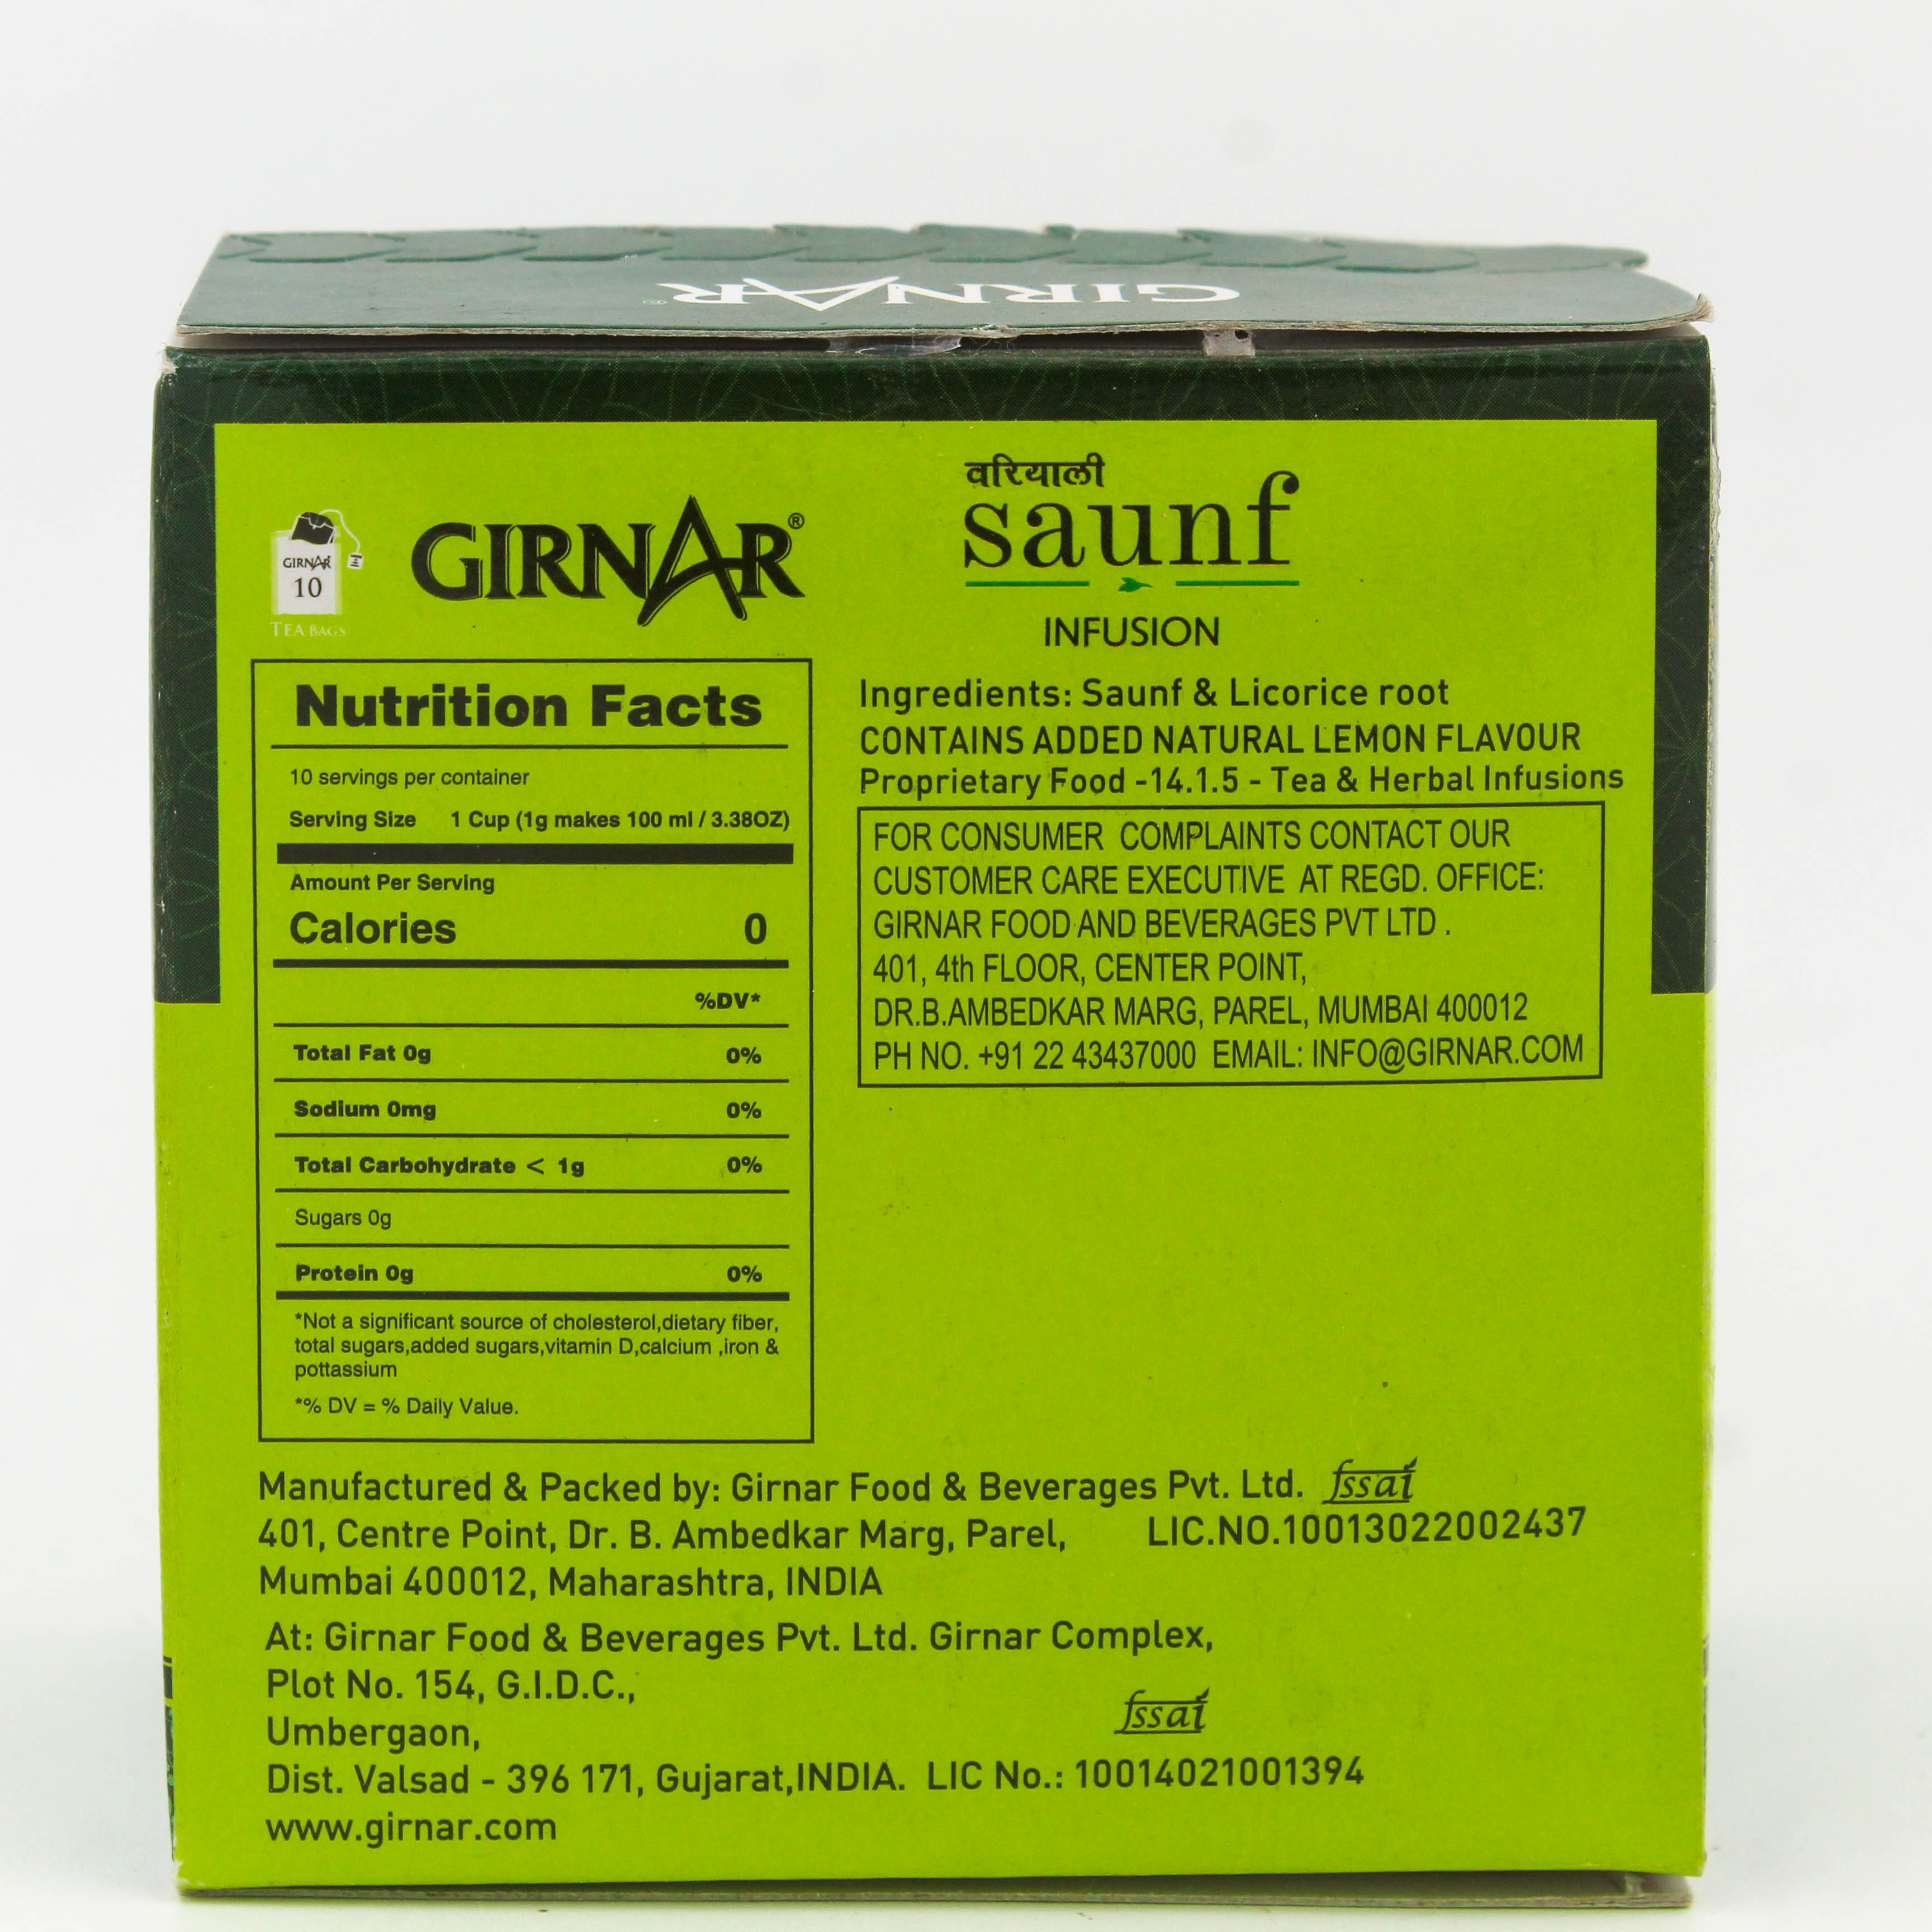 GIRNAR®
वरियाली
saunf
INFUSION
GIRNAR
10
TEA BAGS
GIRNAR®
Nutrition Facts
10 servings per container
Serving Size 1 Cup (1g makes 100 ml / 3.38OZ)
Amount Per Serving
Calories 0
%DV*
Total Fat 0g 0%
Sodium 0mg 0%
Total Carbohydrate < 1g 0%
Sugars 0g
Protein 0g 0%
*Not a significant source of cholesterol,dietary fiber,
total sugars,added sugars,vitamin D,calcium ,iron &
pottassium
*% DV = % Daily Value.
Ingredients: Saunf & Licorice root
CONTAINS ADDED NATURAL LEMON FLAVOUR
Proprietary Food -14.1.5 - Tea & Herbal Infusions
FOR CONSUMER COMPLAINTS CONTACT OUR
CUSTOMER CARE EXECUTIVE AT REGD. OFFICE:
GIRNAR FOOD AND BEVERAGES PVT LTD .
401, 4th FLOOR, CENTER POINT,
DR.B.AMBEDKAR MARG, PAREL, MUMBAI 400012
PH NO. +91 22 43437000 EMAIL: INFO@GIRNAR.COM
Manufactured & Packed by: Girnar Food & Beverages Pvt. Ltd. fssai
401, Centre Point, Dr. B. Ambedkar Marg, Parel, LIC.NO.10013022002437
Mumbai 400012, Maharashtra, INDIA
At: Girnar Food & Beverages Pvt. Ltd. Girnar Complex,
Plot No. 154, G.I.D.C.,
fssai
Umbergaon,
Dist. Valsad - 396 171, Gujarat,INDIA. LIC No.: 10014021001394
www.girnar.com